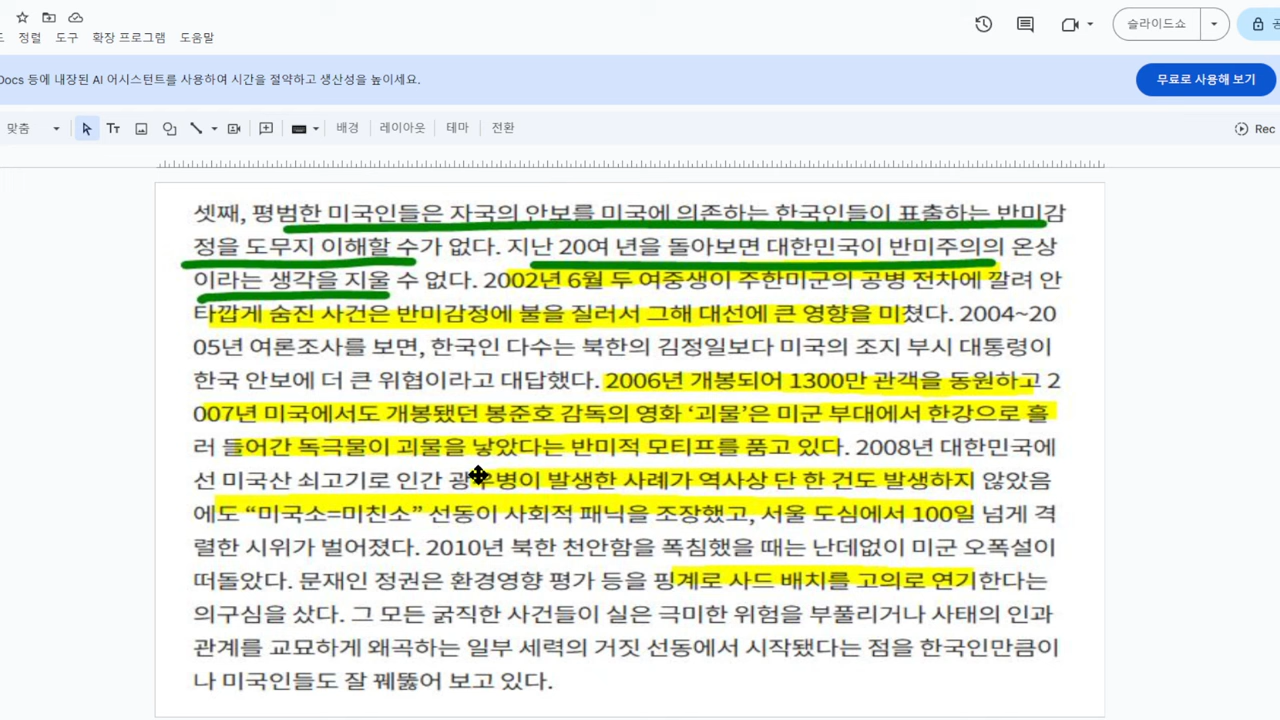 정렬 도구 확장 프로그램 도움말
슬라이드쇼
Docs 등에 내장된 AI 어시스턴트를 사용하여 시간을 절약하고 생산성을 높이세요.
무료로 사용해 보기
맞춤 Tт 배경 레이아웃 테마 전환 Rec
셋째, 평범한 미국인들은 자국의 안보를 미국에 의존하는 한국인들이 표출하는 반미감
정을 도무지 이해할 수가 없다. 지난 20여 년을 돌아보면 대한민국이 반미주의의 온상
이라는 생각을 지울 수 없다. 2002년 6월 두 여중생이 주한미군의 공병 전차에 깔려 안
타깝게 숨진 사건은 반미감정에 불을 질러서 그해 대선에 큰 영향을 미쳤다. 2004~20
05년 여론조사를 보면, 한국인 다수는 북한의 김정일보다 미국의 조지 부시 대통령이
한국 안보에 더 큰 위협이라고 대답했다. 2006년 개봉되어 1300만 관객을 동원하고 2
007년 미국에서도 개봉됐던 봉준호 감독의 영화 ‘괴물’은 미군 부대에서 한강으로 흘
러 들어간 독극물이 괴물을 낳았다는 반미적 모티프를 품고 있다. 2008년 대한민국에
선 미국산 쇠고기로 인간 광우병이 발생한 사례가 역사상 단 한 건도 발생하지 않았음
에도 “미국소=미친소” 선동이 사회적 패닉을 조장했고, 서울 도심에서 100일 넘게 격
렬한 시위가 벌어졌다. 2010년 북한 천안함을 폭침했을 때는 난데없이 미군 오폭설이
떠돌았다. 문재인 정권은 환경영향 평가 등을 핑계로 사드 배치를 고의로 연기한다는
의구심을 샀다. 그 모든 굵직한 사건들이 실은 극미한 위험을 부풀리거나 사태의 인과
관계를 교묘하게 왜곡하는 일부 세력의 거짓 선동에서 시작됐다는 점을 한국인만큼이
나 미국인들도 잘 꿰뚫어 보고 있다.